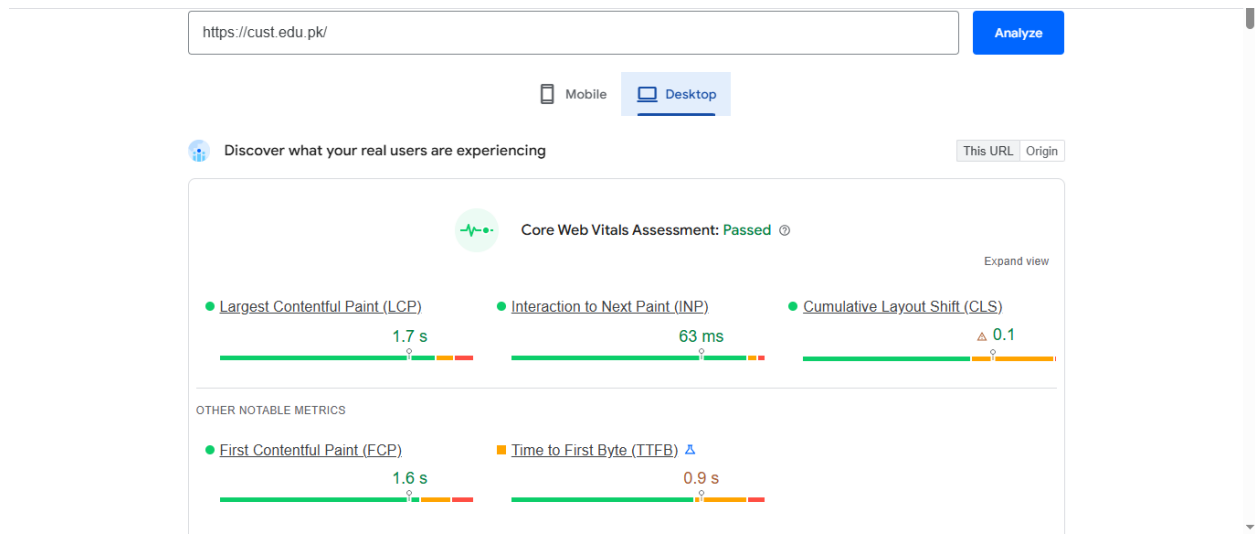 https://cust.edu.pk/
Analyze
Mobile
Desktop
Discover what your real users are experiencing
This URL
Origin
Core Web Vitals Assessment: Passed
Expand view
Largest Contentful Paint (LCP)
1.7 s
Interaction to Next Paint (INP)
63 ms
Cumulative Layout Shift (CLS)
0.1
OTHER NOTABLE METRICS
First Contentful Paint (FCP)
1.6 s
Time to First Byte (TTFB)
0.9 s